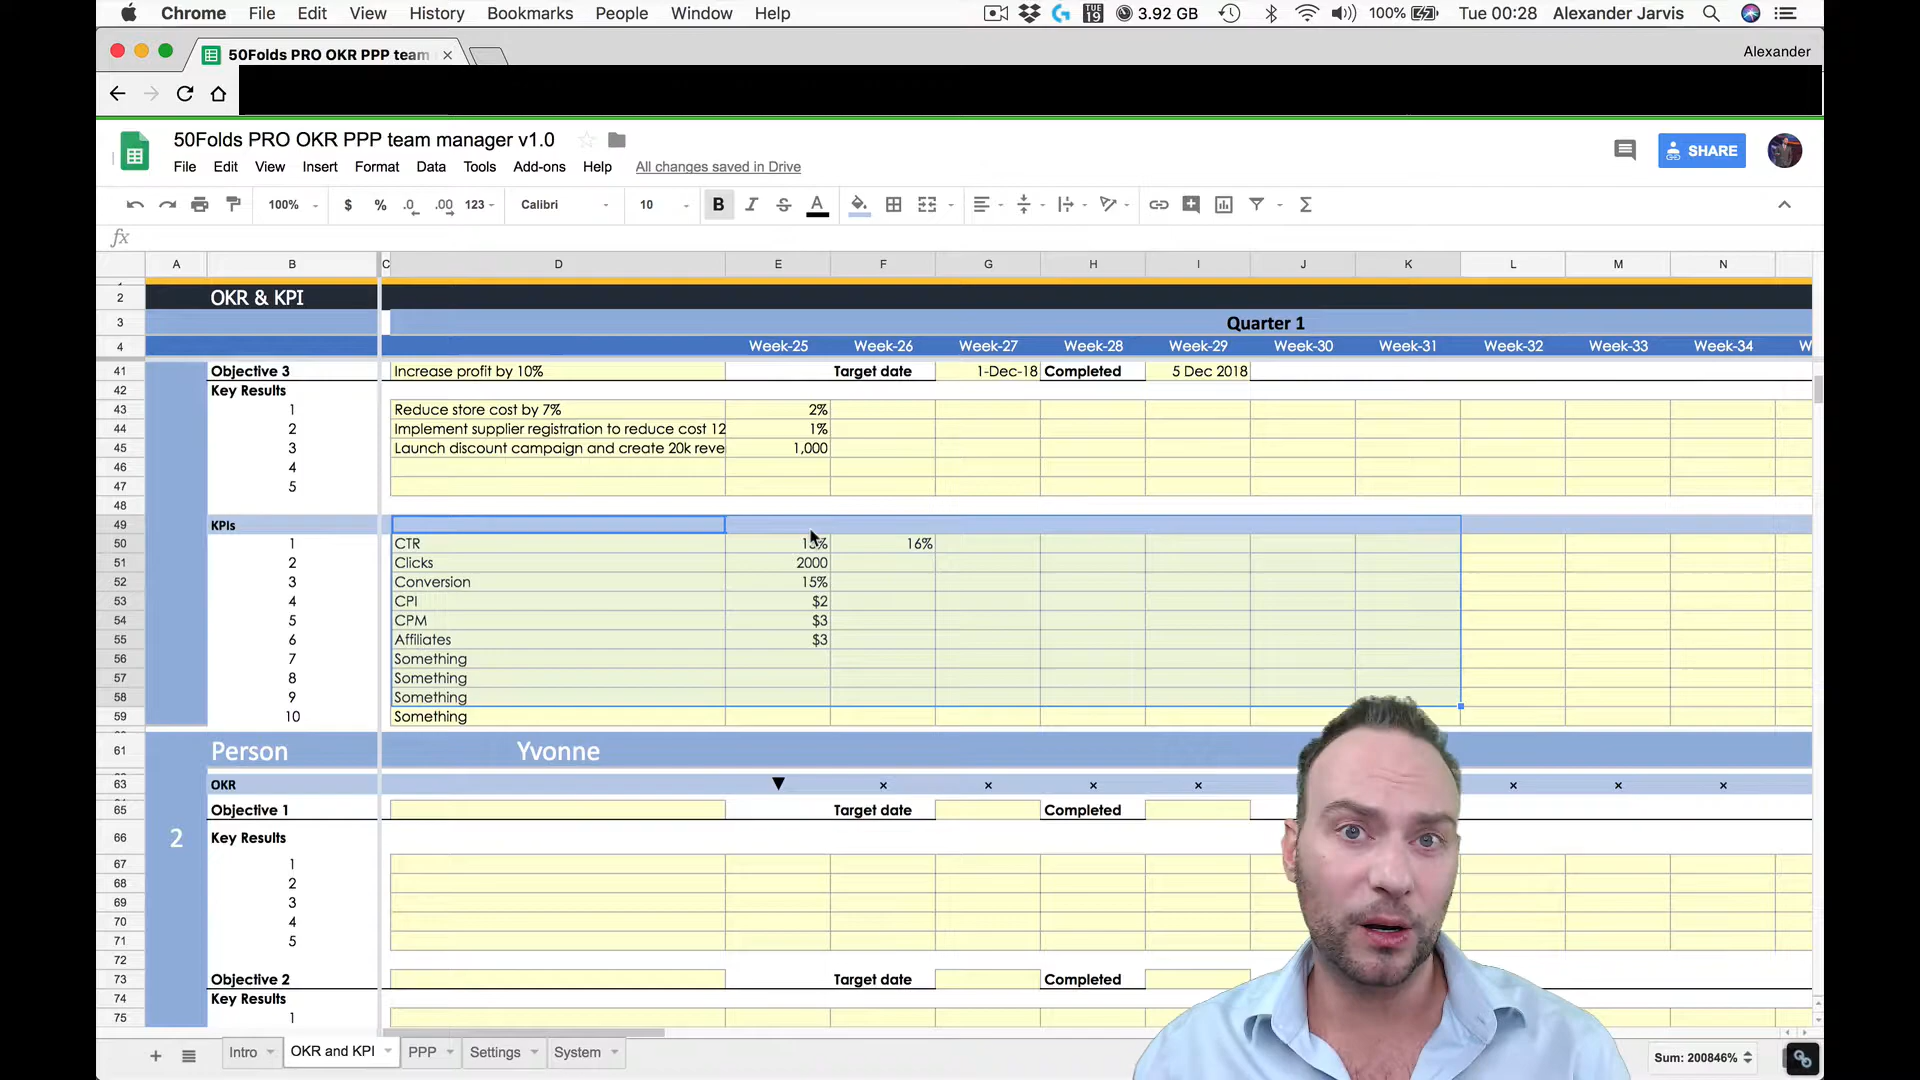 Chrome File Edit View History Bookmarks People Window Help TUE 19 3.92 GB 100% Tue 00:28 Alexander Jarvis
50Folds PRO OKR PPP team Alexander
50Folds PRO OKR PPP team manager v1.0
File Edit View Insert Format Data Tools Add-ons Help All changes saved in Drive SHARE
100% $ % .0 .00 123 Calibri 10 B I S A Σ
fx
A B C D E F G H I J K L M N
2 OKR & KPI
3 Quarter 1
4 Week-25 Week-26 Week-27 Week-28 Week-29 Week-30 Week-31 Week-32 Week-33 Week-34 W
41 Objective 3 Increase profit by 10% Target date 1-Dec-18 Completed 5 Dec 2018
42 Key Results
43 1 Reduce store cost by 7% 2%
44 2 Implement supplier registration to reduce cost 12 1%
45 3 Launch discount campaign and create 20k reve 1,000
46 4
47 5
48
49 KPIs
50 1 CTR 16%
51 2 Clicks 2000
52 3 Conversion 15%
53 4 CPI $2
54 5 CPM $3
55 6 Affiliates $3
56 7 Something
57 8 Something
58 9 Something
59 10 Something
61 Person Yvonne
63 OKR ▼ × × × × × × ×
65 Objective 1 Target date Completed
2
66 Key Results
67 1
68 2
69 3
70 4
71 5
72
73 Objective 2 Target date Completed
74 Key Results
75 1
Intro OKR and KPI PPP Settings System Sum: 200846%